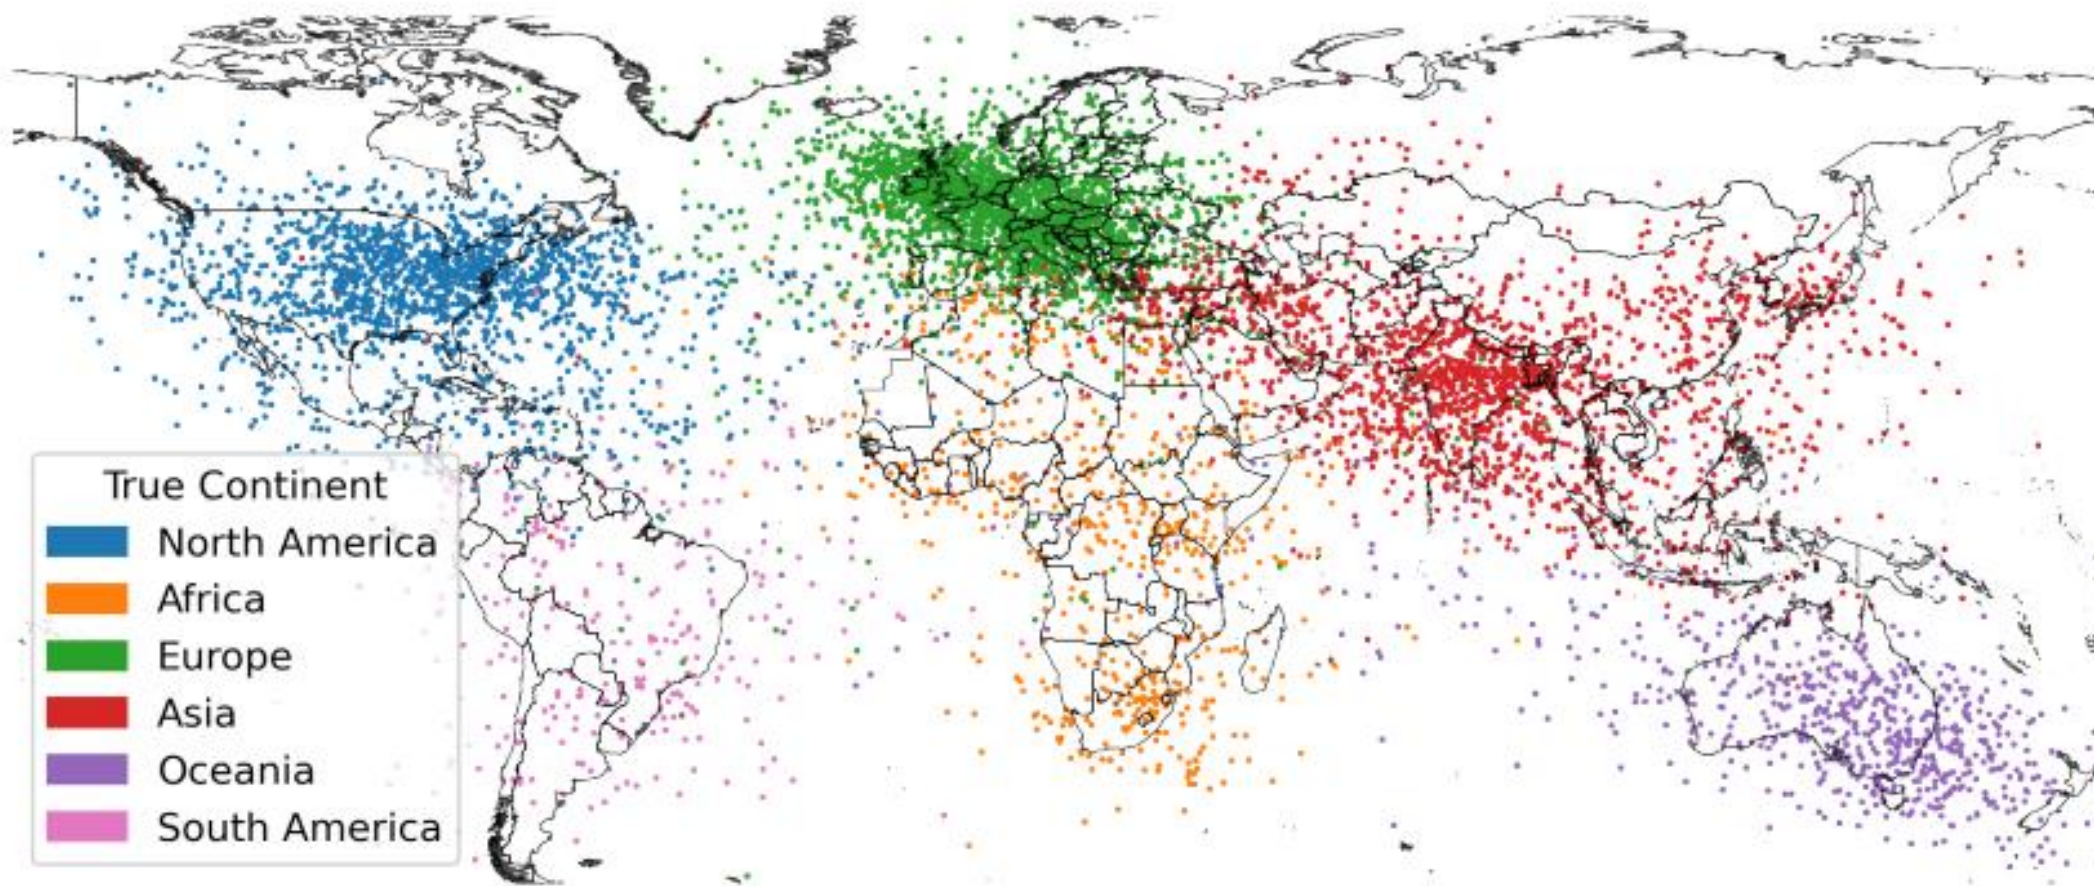 True Continent
North America
Africa
Europe
Asia
Oceania
South America